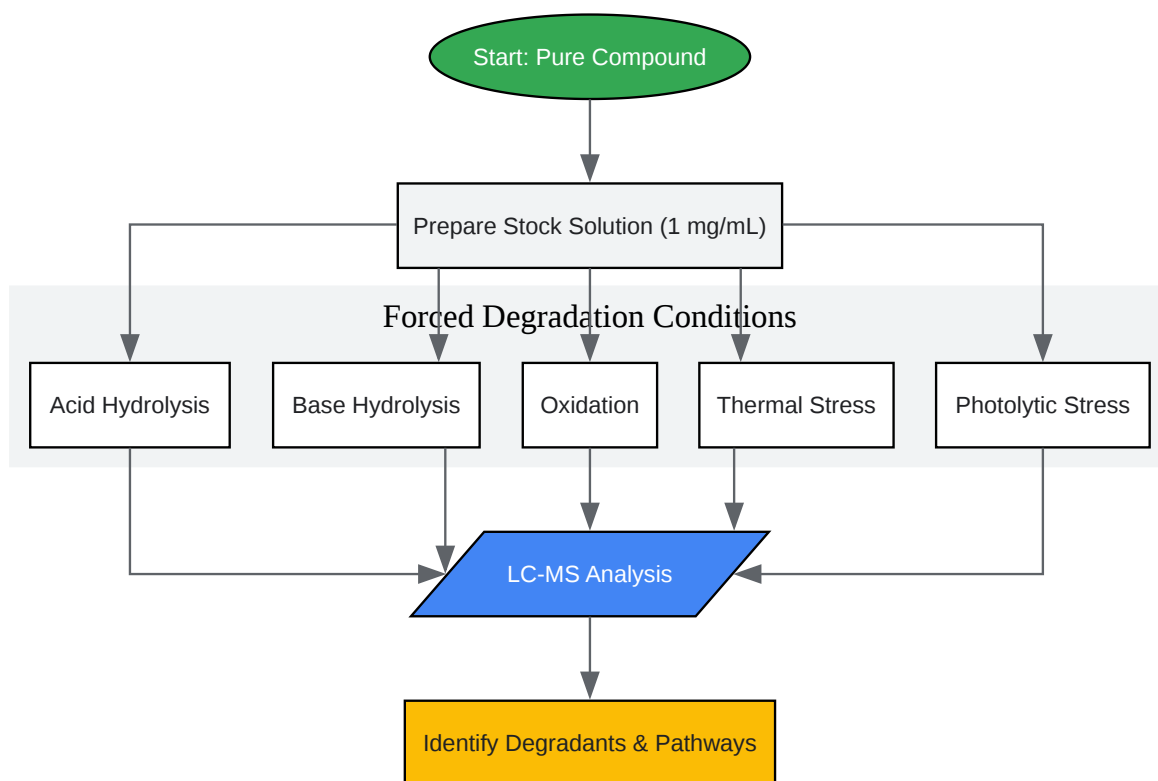 Start: Pure Compound
Prepare Stock Solution (1 mg/mL)
Forced Degradation Conditions
Acid Hydrolysis
Base Hydrolysis
Oxidation
Thermal Stress
Photolytic Stress
LC-MS Analysis
Identify Degradants & Pathways